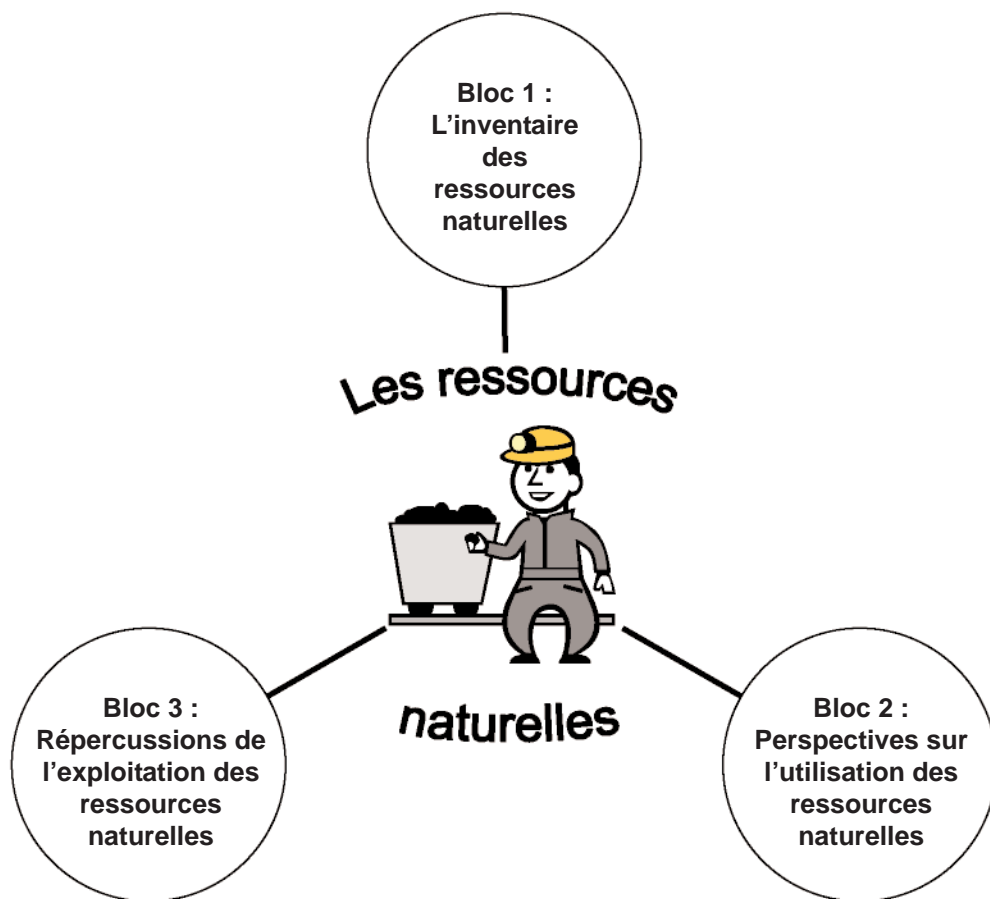 Bloc 1 :
L'inventaire
des
ressources
naturelles
Les ressources
naturelles
Bloc 3 :
Répercussions de
l'exploitation des
ressources
naturelles
Bloc 2 :
Perspectives sur
l'utilisation des
ressources
naturelles